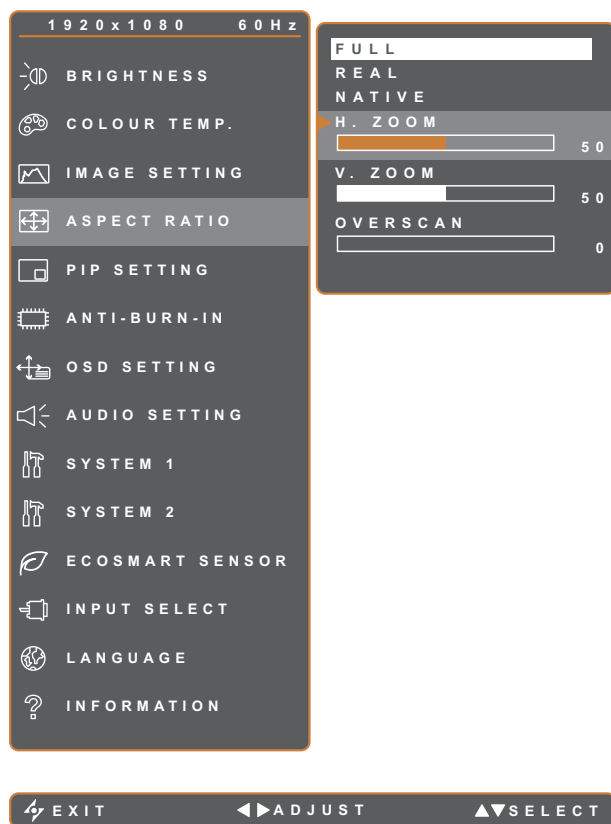 1920x1080 60Hz
BRIGHTNESS
COLOUR TEMP.
IMAGE SETTING
ASPECT RATIO
PIP SETTING
ANTI-BURN-IN
OSD SETTING
AUDIO SETTING
SYSTEM 1
SYSTEM 2
ECOSMART SENSOR
INPUT SELECT
LANGUAGE
INFORMATION
FULL
REAL
NATIVE
H. ZOOM
50
V. ZOOM
50
OVERSCAN
0
EXIT ADJUST SELECT